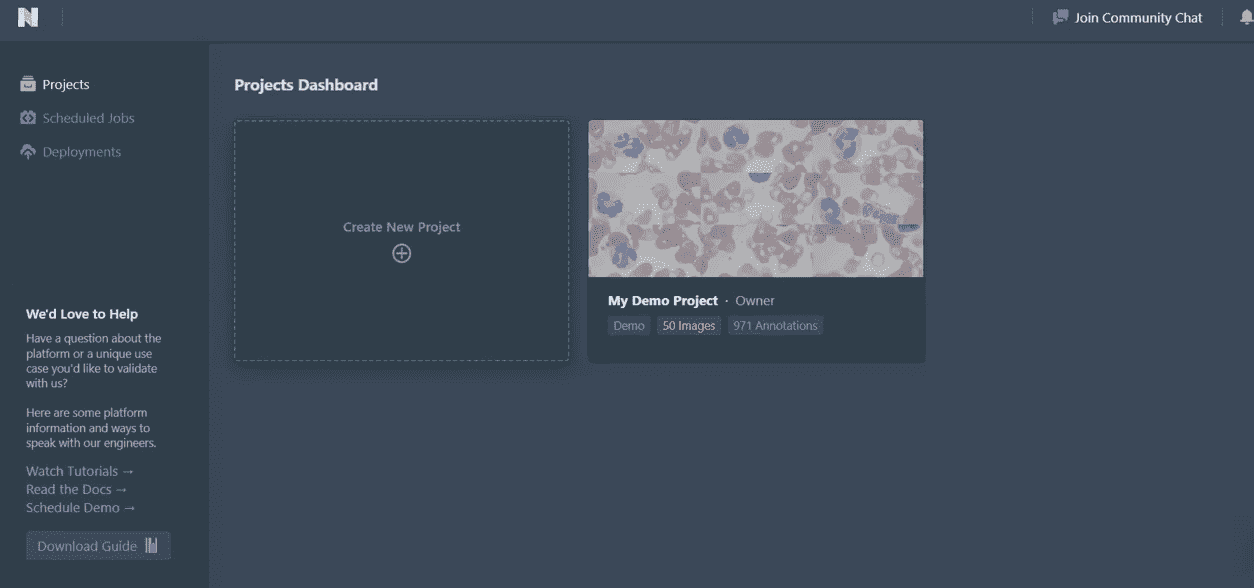 N
Join Community Chat
Projects
Scheduled Jobs
Deployments
We'd Love to Help
Have a question about the
platform or a unique use
case you'd like to validate
with us?
Here are some platform
information and ways to
speak with our engineers.
Watch Tutorials →
Read the Docs →
Schedule Demo →
Download Guide
Projects Dashboard
Create New Project
My Demo Project · Owner
Demo 50 Images 971 Annotations